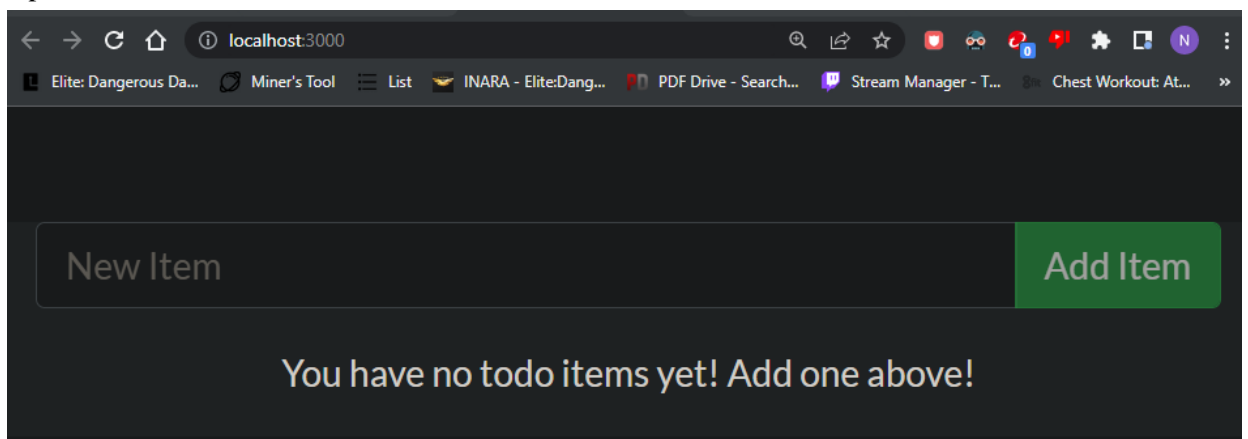 localhost:3000
0
N
Elite: Dangerous Da... Miner's Tool List INARA - Elite:Dang... PDF Drive - Search... Stream Manager - T... Chest Workout: At... »
New Item Add Item
You have no todo items yet! Add one above!